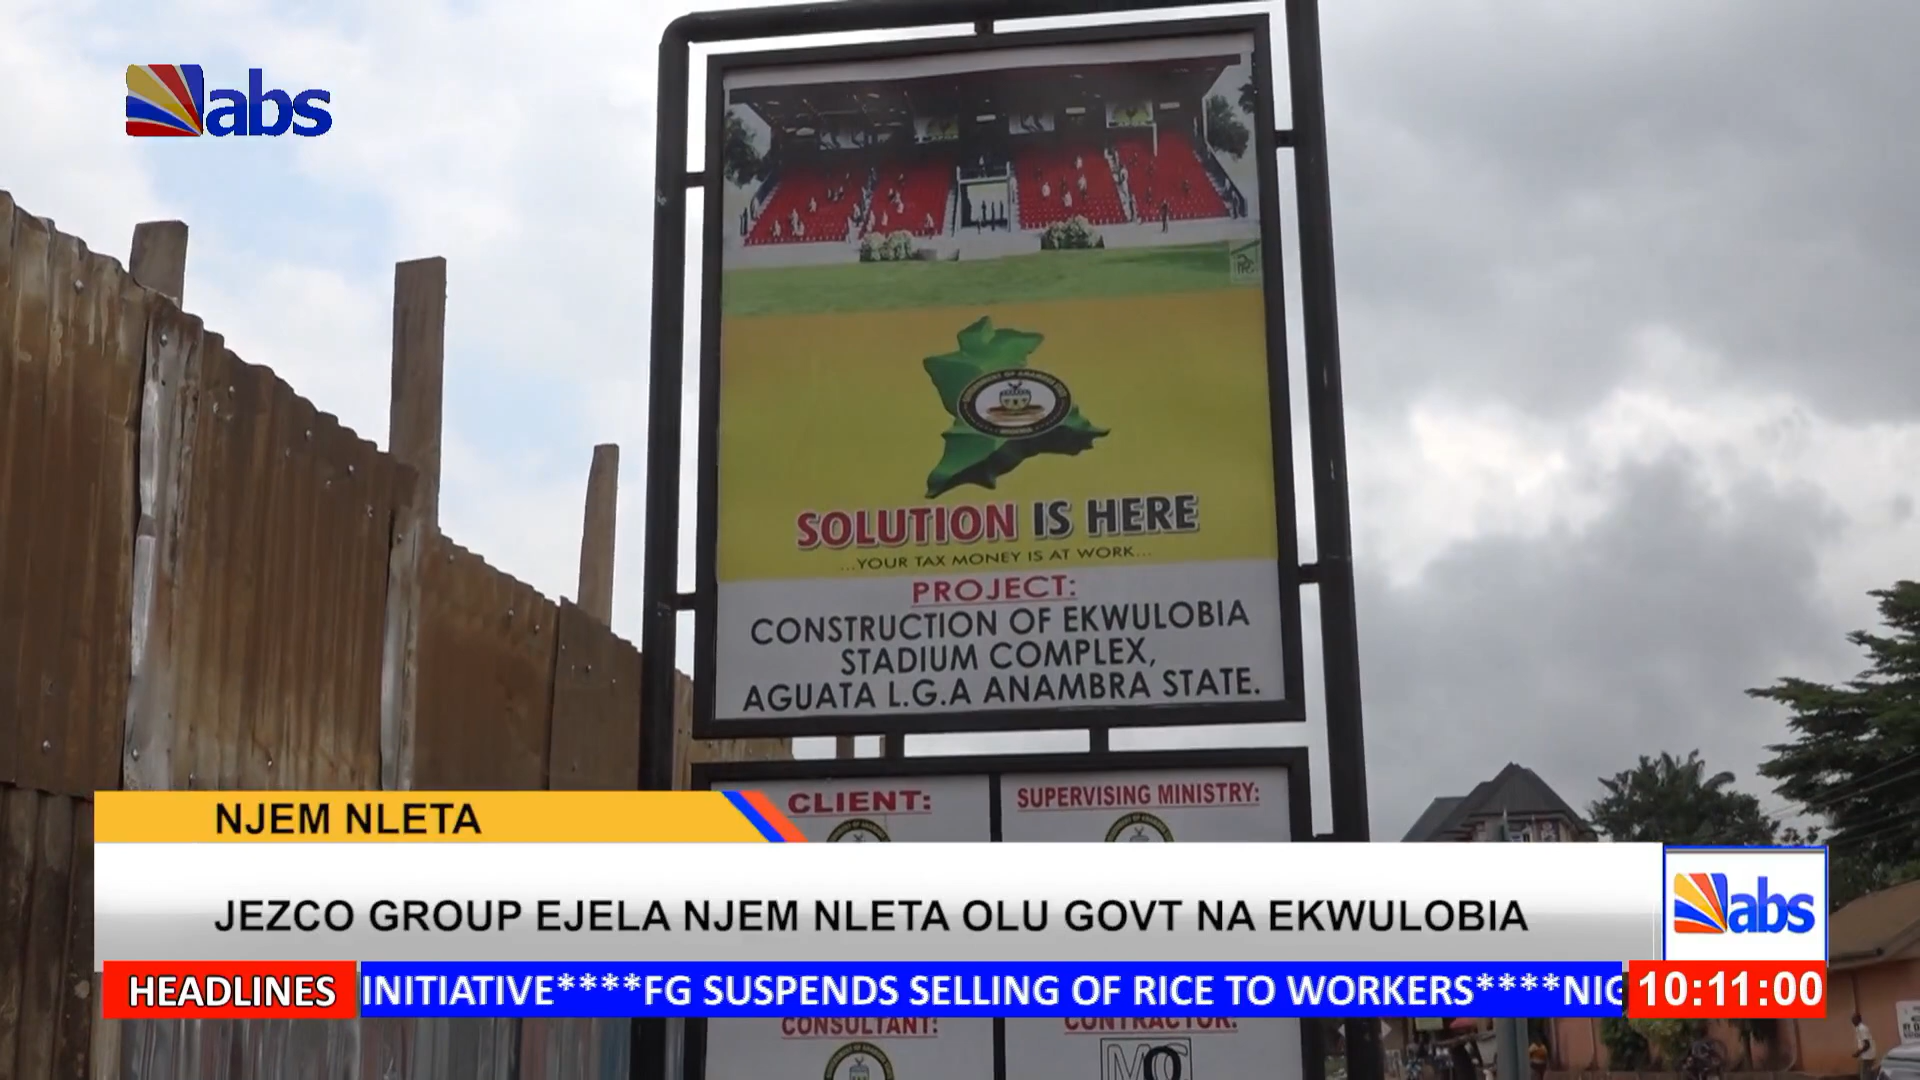 abs
SOLUTION IS HERE
...YOUR TAX MONEY IS AT WORK...
PROJECT:
CONSTRUCTION OF EKWULOBIA
STADIUM COMPLEX,
AGUATA L.G.A ANAMBRA STATE.
CLIENT:
SUPERVISING MINISTRY:
NJEM NLETA
JEZCO GROUP EJELA NJEM NLETA OLU GOVT NA EKWULOBIA
abs
HEADLINES
INITIATIVE****FG SUSPENDS SELLING OF RICE TO WORKERS****NIG
10:11:00
CONSULTANT:
CONTRACTOR: